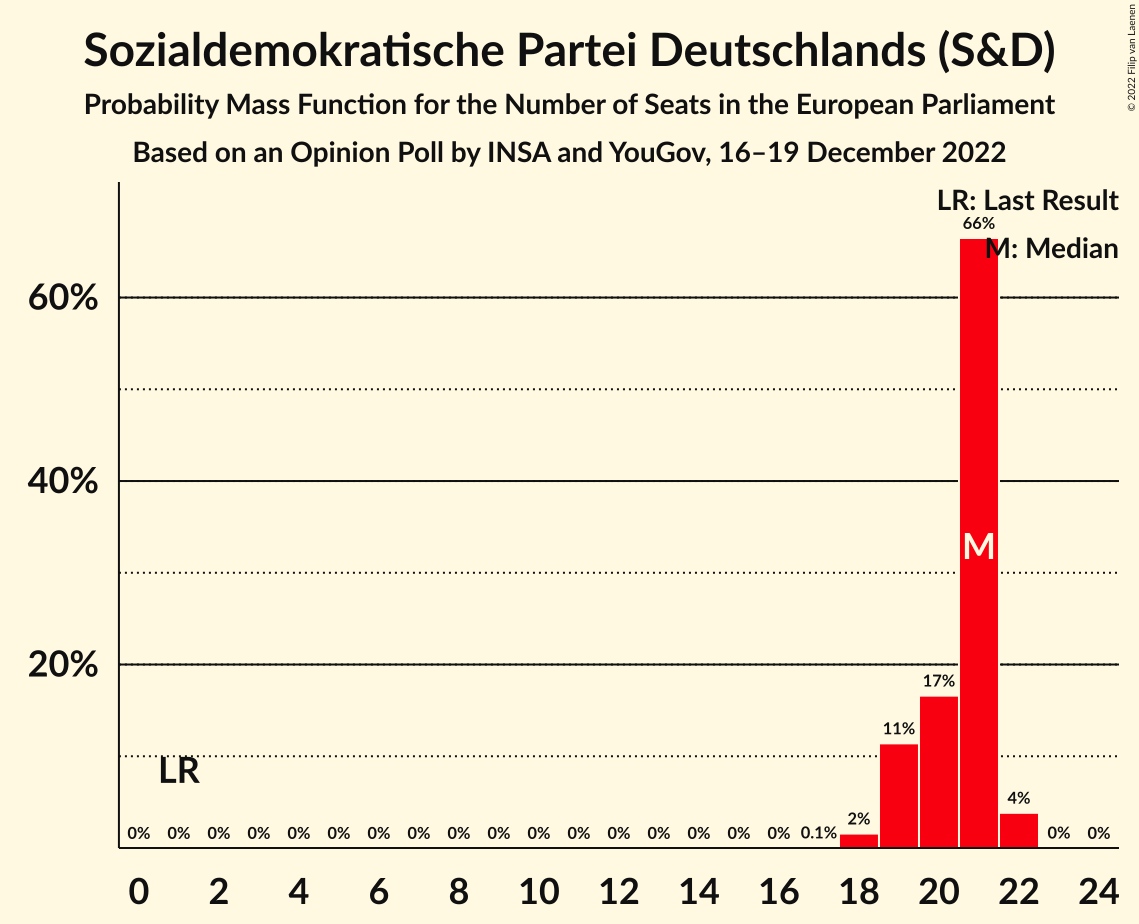 Sozialdemokratische Partei Deutschlands (S&D)
Probability Mass Function for the Number of Seats in the European Parliament
Based on an Opinion Poll by INSA and YouGov, 16–19 December 2022
© 2022 Filip van Laenen
LR: Last Result
M: Median
60%
40%
20%
66%
M
17%
11%
LR
4%
2%
0% 0% 0% 0% 0% 0% 0% 0% 0% 0% 0% 0% 0% 0% 0% 0% 0% 0.1% 0% 0%
0 2 4 6 8 10 12 14 16 18 20 22 24